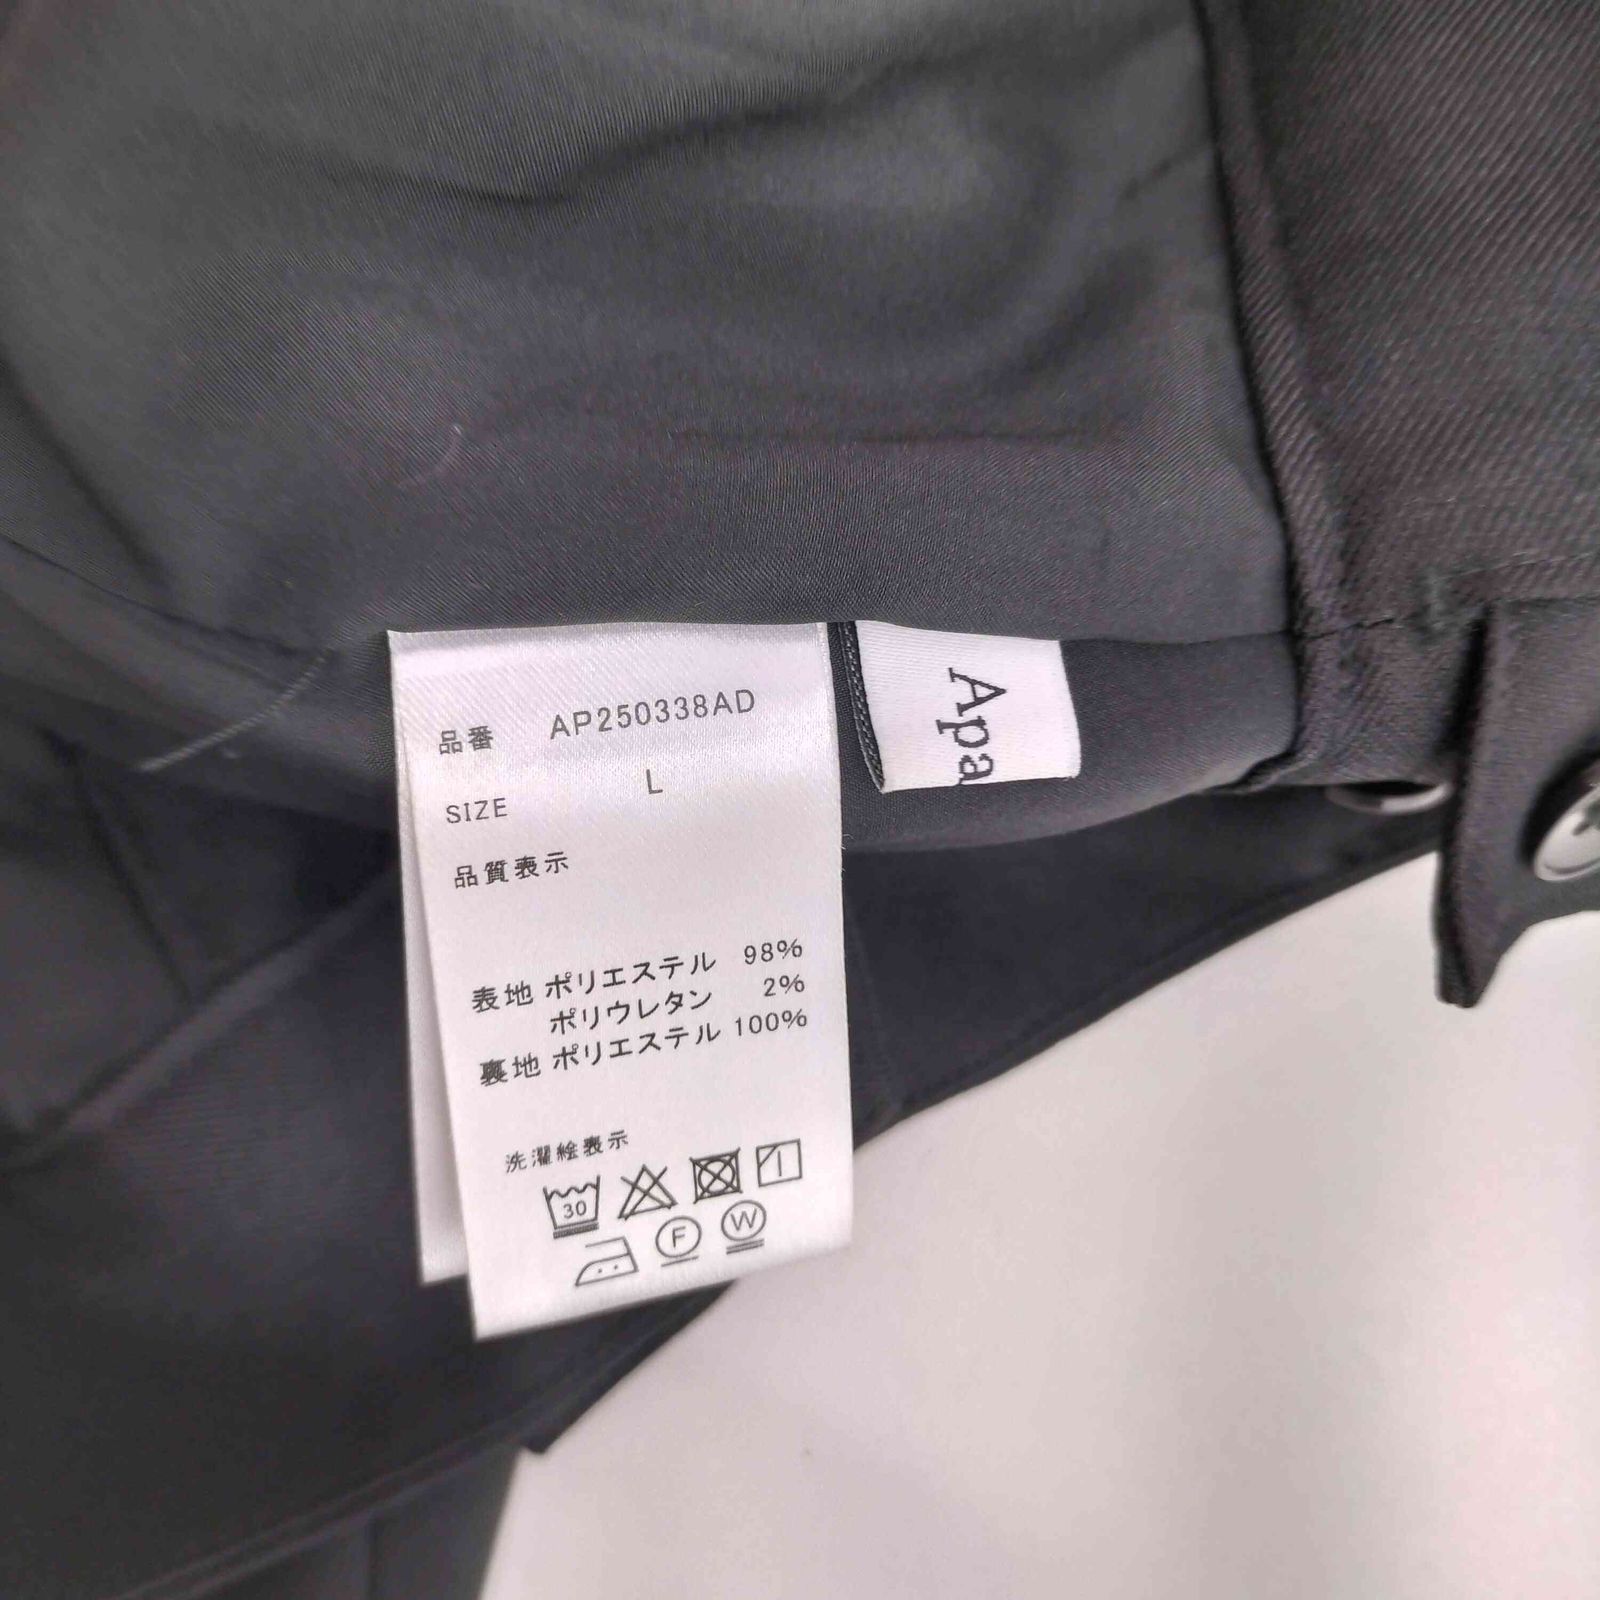 品番 AP250338AD
SIZE L
品質表示
表地 ポリエステル 98%
ポリウレタン 2%
裏地 ポリエステル 100%
洗濯絵表示
30
F W
Apa